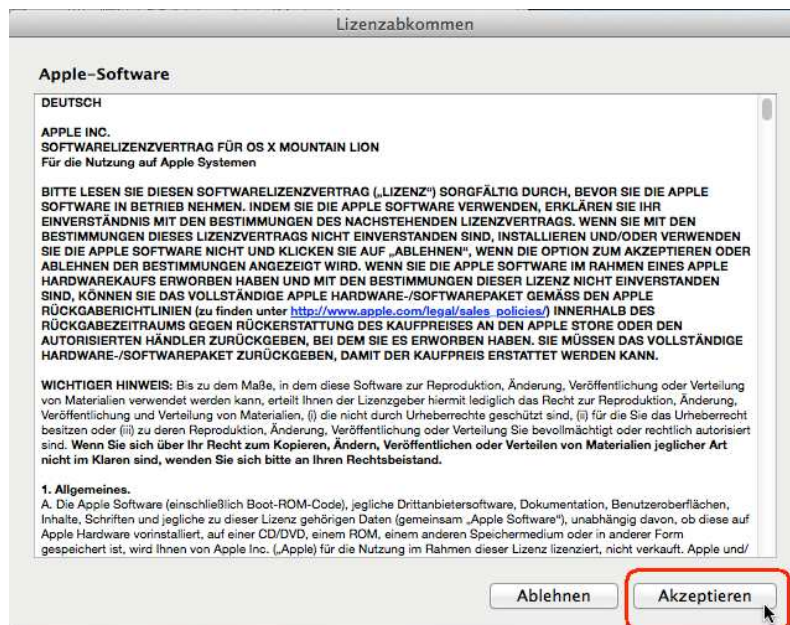 Lizenzabkommen
Apple-Software
DEUTSCH
APPLE INC.
SOFTWARELIZENZVERTRAG FÜR OS X MOUNTAIN LION
Für die Nutzung auf Apple Systemen
BITTE LESEN SIE DIESEN SOFTWARELIZENZVERTRAG („LIZENZ“) SORGFÄLTIG DURCH, BEVOR SIE DIE APPLE
SOFTWARE IN BETRIEB NEHMEN. INDEM SIE DIE APPLE SOFTWARE VERWENDEN, ERKLÄREN SIE IHR
EINVERSTÄNDNIS MIT DEN BESTIMMUNGEN DES NACHSTEHENDEN LIZENZVERTRAGS. WENN SIE MIT DEN
BESTIMMUNGEN DIESES LIZENZVERTRAGS NICHT EINVERSTANDEN SIND, INSTALLIEREN UND/ODER VERWENDEN
SIE DIE APPLE SOFTWARE NICHT UND KLICKEN SIE AUF „ABLEHNEN“, WENN DIE OPTION ZUM AKZEPTIEREN ODER
ABLEHNEN DER BESTIMMUNGEN ANGEZEIGT WIRD. WENN SIE DIE APPLE SOFTWARE IM RAHMEN EINES APPLE
HARDWAREKAUFS ERWORBEN HABEN UND MIT DEN BESTIMMUNGEN DIESER LIZENZ NICHT EINVERSTANDEN
SIND, KÖNNEN SIE DAS VOLLSTÄNDIGE APPLE HARDWARE-/SOFTWAREPAKET GEMÄSS DEN APPLE
RÜCKGABERICHTLINIEN (zu finden unter http://www.apple.com/legal/sales_policies/) INNERHALB DES
RÜCKGABEZEITRAUMS GEGEN RÜCKERSTATTUNG DES KAUFPREISES AN DEN APPLE STORE ODER DEN
AUTORISIERTEN HÄNDLER ZURÜCKGEBEN, BEI DEM SIE ES ERWORBEN HABEN. SIE MÜSSEN DAS VOLLSTÄNDIGE
HARDWARE-/SOFTWAREPAKET ZURÜCKGEBEN, DAMIT DER KAUFPREIS ERSTATTET WERDEN KANN.
WICHTIGER HINWEIS: Bis zu dem Maße, in dem diese Software zur Reproduktion, Änderung, Veröffentlichung oder Verteilung
von Materialien verwendet werden kann, erteilt Ihnen der Lizenzgeber hiermit lediglich das Recht zur Reproduktion, Änderung,
Veröffentlichung und Verteilung von Materialien, (i) die nicht durch Urheberrechte geschützt sind, (ii) für die Sie das Urheberrecht
besitzen oder (iii) zu deren Reproduktion, Änderung, Veröffentlichung oder Verteilung Sie bevollmächtigt oder rechtlich autorisiert
sind. Wenn Sie sich über Ihr Recht zum Kopieren, Ändern, Veröffentlichen oder Verteilen von Materialien jeglicher Art
nicht im Klaren sind, wenden Sie sich bitte an Ihren Rechtsbeistand.
1. Allgemeines.
A. Die Apple Software (einschließlich Boot-ROM-Code), jegliche Drittanbietersoftware, Dokumentation, Benutzeroberflächen,
Inhalte, Schriften und jegliche zu dieser Lizenz gehörigen Daten (gemeinsam „Apple Software“), unabhängig davon, ob diese auf
Apple Hardware vorinstalliert, auf einer CD/DVD, einem ROM, einem anderen Speichermedium oder in anderer Form
gespeichert ist, wird Ihnen von Apple Inc. („Apple) für die Nutzung im Rahmen dieser Lizenz lizenziert, nicht verkauft. Apple und/
Ablehnen
Akzeptieren